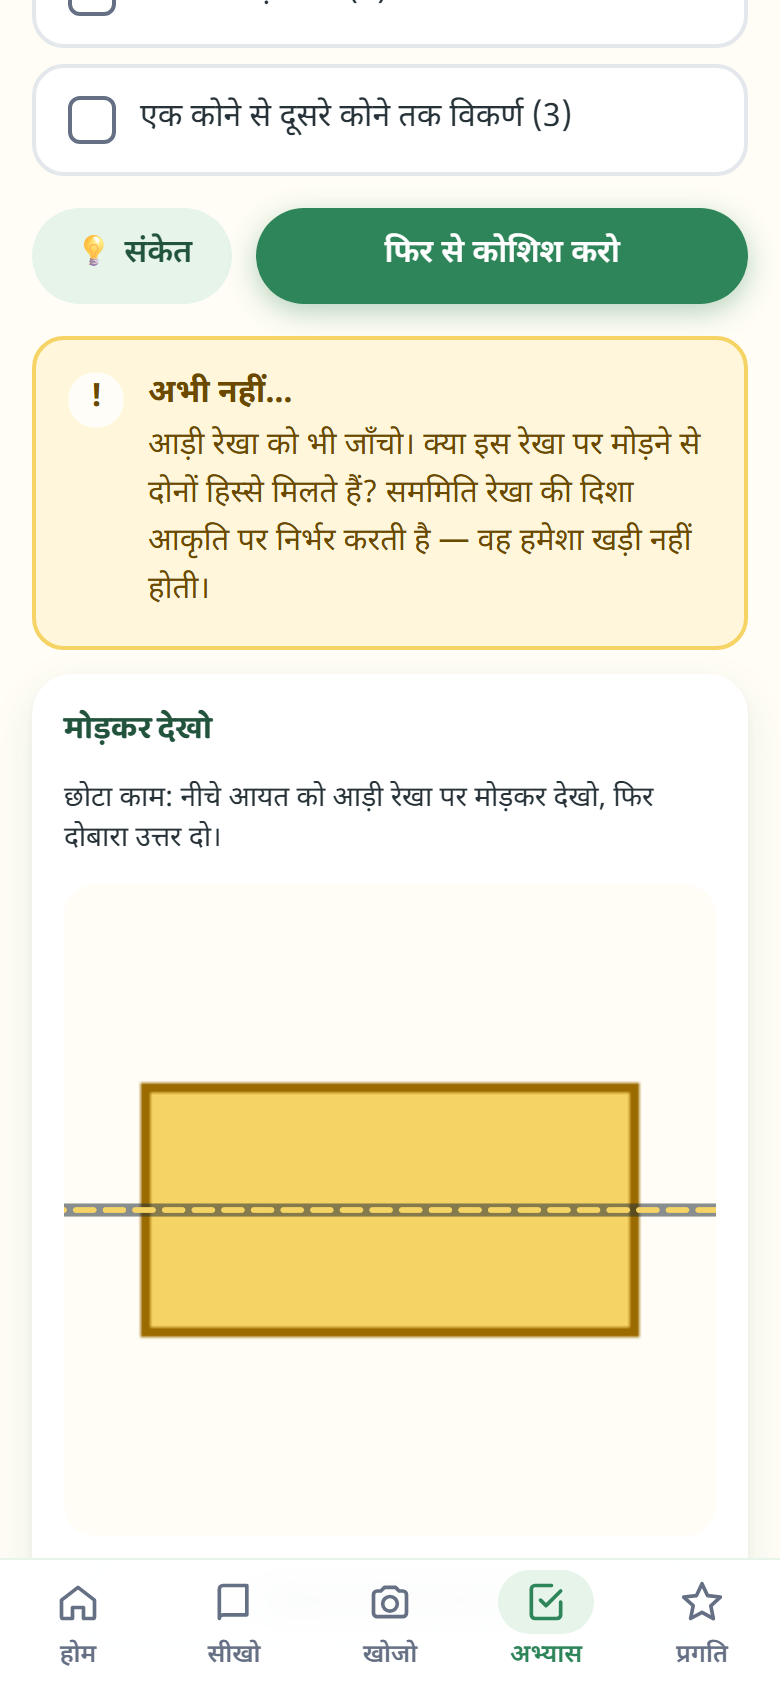 एक कोने से दूसरे कोने तक विकर्ण (3)
संकेत
फिर से कोशिश करो
!
अभी नहीं...
आड़ी रेखा को भी जाँचो। क्या इस रेखा पर मोड़ने से
दोनों हिस्से मिलते हैं? सममिति रेखा की दिशा
आकृति पर निर्भर करती है — वह हमेशा खड़ी नहीं
होती।
मोड़कर देखो
छोटा काम: नीचे आयत को आड़ी रेखा पर मोड़कर देखो, फिर
दोबारा उत्तर दो।
होम
सीखो
खोजो
अभ्यास
प्रगति